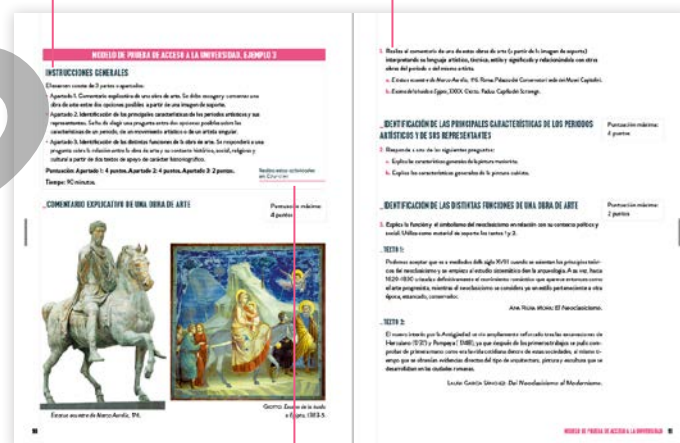 MODELO DE PRUEBA DE ACCESO A LA UNIVERSIDAD. EJEMPLO 3
INSTRUCCIONES GENERALES
El examen consta de 3 partes o apartados:
• Apartado 1. Comentario explicativo de una obra de arte. Se debe escoger y comentar una
obra de arte entre dos opciones posibles a partir de una imagen de soporte.
• Apartado 2. Identificación de las principales características de los periodos artísticos y sus
representantes. Se ha de elegir una pregunta entre dos opciones posibles sobre las
características de un periodo, de un movimiento artístico o de un artista singular.
• Apartado 3. Identificación de las distintas funciones de la obra de arte. Se responderá a una
pregunta sobre la relación entre la obra de arte y su contexto histórico, social, religioso y
cultural a partir de dos textos de apoyo de carácter historiográfico.
Puntuación: Apartado 1: 4 puntos. Apartado 2: 4 puntos. Apartado 3: 2 puntos.
Tiempo: 90 minutos.
Realiza estas actividades
en
_COMENTARIO EXPLICATIVO DE UNA OBRA DE ARTE
Puntuación máxima:
4 puntos
Estatua ecuestre de Marco Aurelio, 176.
GIOTTO: Escena de la huida
a Egipto, 1303-5.
1. Realiza el comentario de una de estas obras de arte (a partir de la imagen de soporte)
interpretando su lenguaje artístico, técnica, estilo y significado y relacionándola con otras
obras del periodo o del mismo artista.
a. Estatua ecuestre de Marco Aurelio, 176. Roma. Palazzo dei Conservatori sede dei Musei Capitolini.
b. Escena de la huida a Egipto, Giotto. Padua. Capilla de Scrovegni.
_IDENTIFICACIÓN DE LAS PRINCIPALES CARACTERÍSTICAS DE LOS PERIODOS
ARTÍSTICOS Y DE SUS REPRESENTANTES
Puntuación máxima:
4 puntos
2. Responde a una de las siguientes preguntas:
a. Explica las características generales de la pintura
b. Explica las características generales de la pintura cubista.
_IDENTIFICACIÓN DE LAS DISTINTAS FUNCIONES DE UNA OBRA DE ARTE
Puntuación máxima:
2 puntos
3. Explica la función y el simbolismo del neoclasicismo en relación con su contexto político y
social. Utiliza como material de soporte los textos 1 y 2.
_TEXTO 1:
Podemos aceptar que es a mediados del siglo XVIII cuando se asientan los principios teóri-
cos del neoclasicismo y se empieza el estudio sistemático de la arqueología. A su vez, hacia
1820-1830 triunfa definitivamente el movimiento romántico que aparece entonces como
el arte progresista, mientras el neoclasicismo se considera ya un estilo perteneciente a otra
época, estancado, conservador.
El Neoclasicismo.
_TEXTO 2:
El nuevo interés por la Antigüedad se vio ampliamente reforzado tras las excavaciones de
Herculano (1737) y Pompeya (1748), ya que después de los primeros trabajos se pudo com-
probar de primera mano cómo era la vida cotidiana dentro de estas sociedades, al mismo ti-
empo que se obtenían evidencias directas del tipo de arquitectura, pintura y escultura que se
desarrollaban en las ciudades romanas.
LAURA GARCÍA SÁNCHEZ: Del Neoclasicismo al Modernismo.
MODELO DE PRUEBA DE ACCESO A LA UNIVERSIDAD